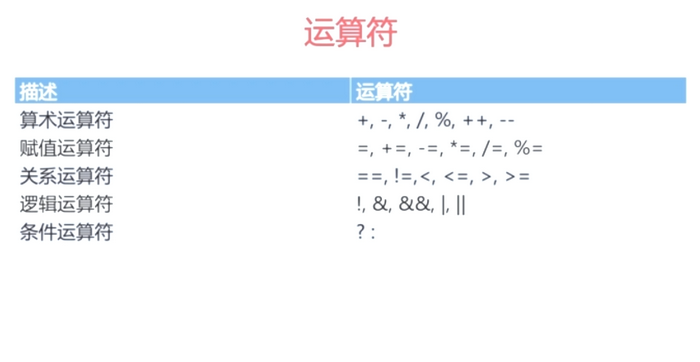 运算符
描述 运算符
算术运算符 +, -, *, /, %, ++, --
赋值运算符 =, +=, -=, *=, /=, %=
关系运算符 ==, !=,<, <=, >, >=
逻辑运算符 !, &, &&, |, ||
条件运算符 ? :